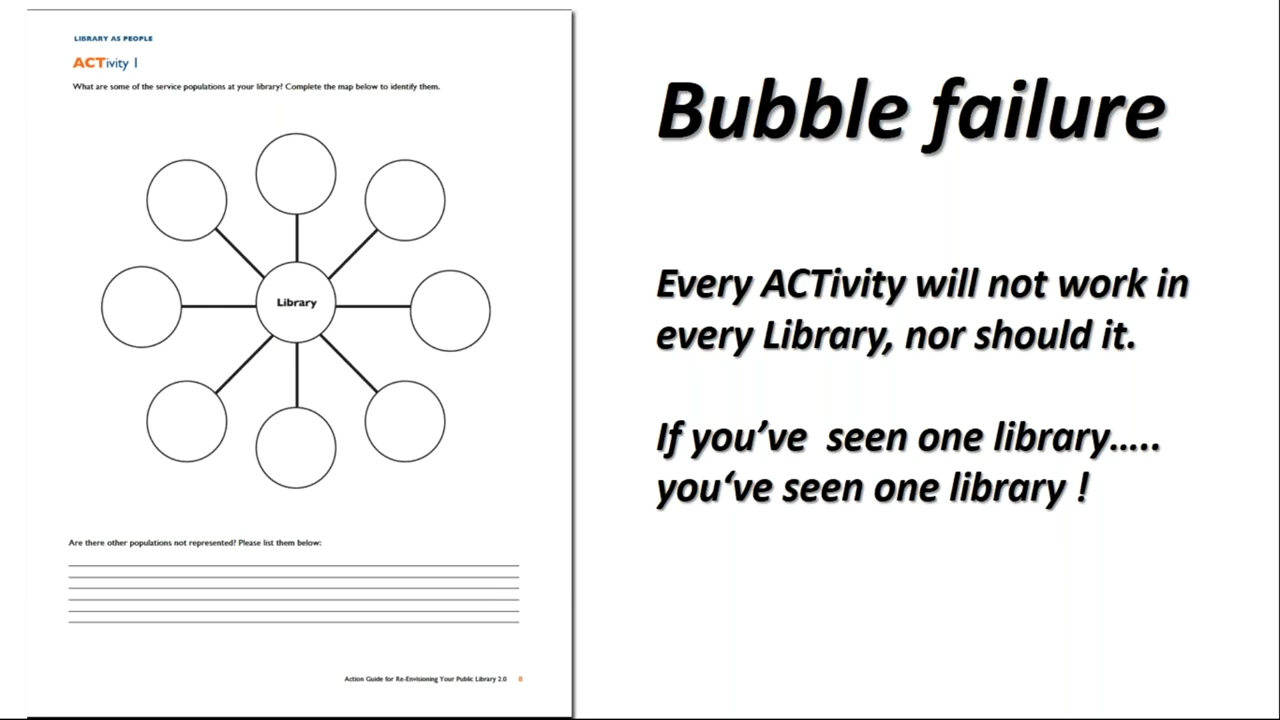 LIBRARY AS PEOPLE
ACTivity 1
What are some of the service populations at your library? Complete the map below to identify them.
Library
Are there other populations not represented? Please list them below:
Action Guide for Re-Envisioning Your Public Library 2.0 8
Bubble failure
Every ACTivity will not work in
every Library, nor should it.
If you’ve  seen one library…..
you‘ve seen one library !